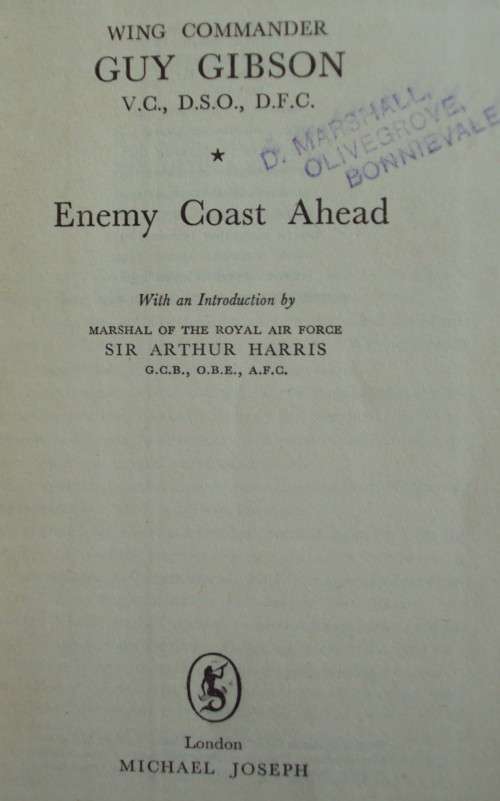 WING COMMANDER
GUY GIBSON
V.C., D.S.O., D.F.C.
D. MARSHALL,
OLIVEGROVE,
BONNIEVALE
Enemy Coast Ahead
With an Introduction by
MARSHAL OF THE ROYAL AIR FORCE
SIR ARTHUR HARRIS
G.C.B., O.B.E., A.F.C.
London
MICHAEL JOSEPH